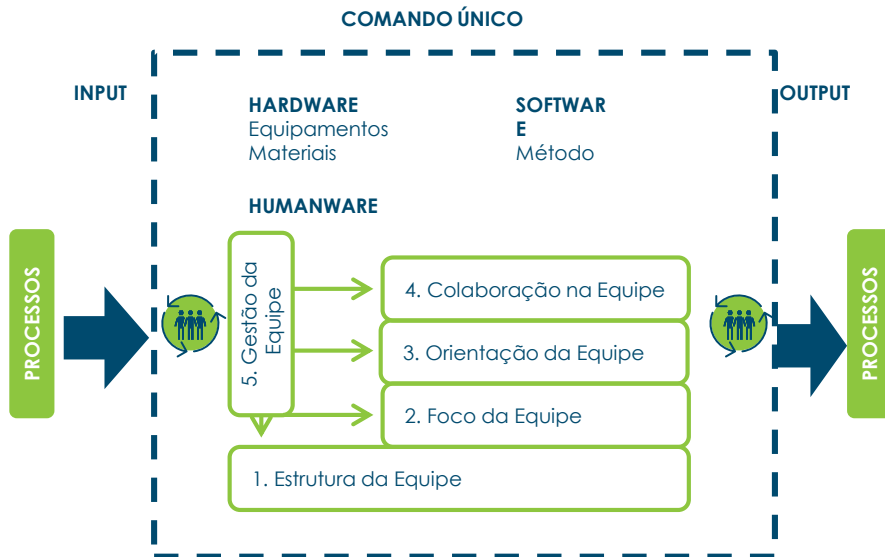 COMANDO ÚNICO
INPUT
OUTPUT
HARDWARE
Equipamentos
Materiais
SOFTWAR
E
Método
HUMANWARE
PROCESSOS
5. Gestão da
Equipe
4. Colaboração na Equipe
3. Orientação da Equipe
2. Foco da Equipe
1. Estrutura da Equipe
PROCESSOS